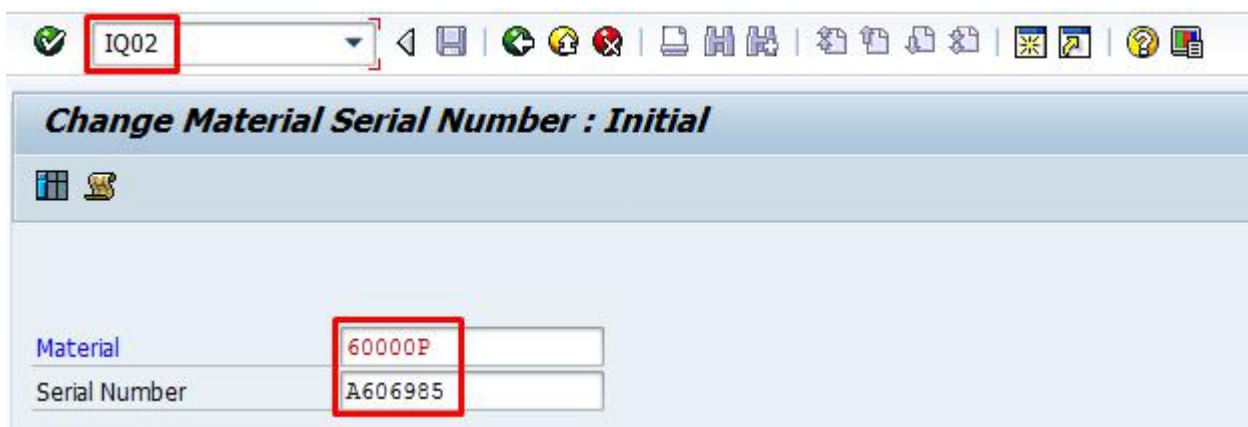 IQ02
Change Material Serial Number : Initial
Material 60000P
Serial Number A606985